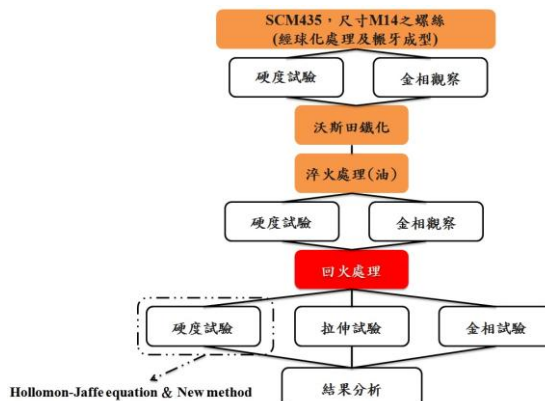 SCM435，尺寸M14之螺絲
(經球化處理及輾牙成型)
硬度試驗
金相觀察
沃斯田鐵化
淬火處理(油)
硬度試驗
金相觀察
回火處理
硬度試驗
拉伸試驗
金相試驗
Hollomon-Jaffe equation & New method
結果分析